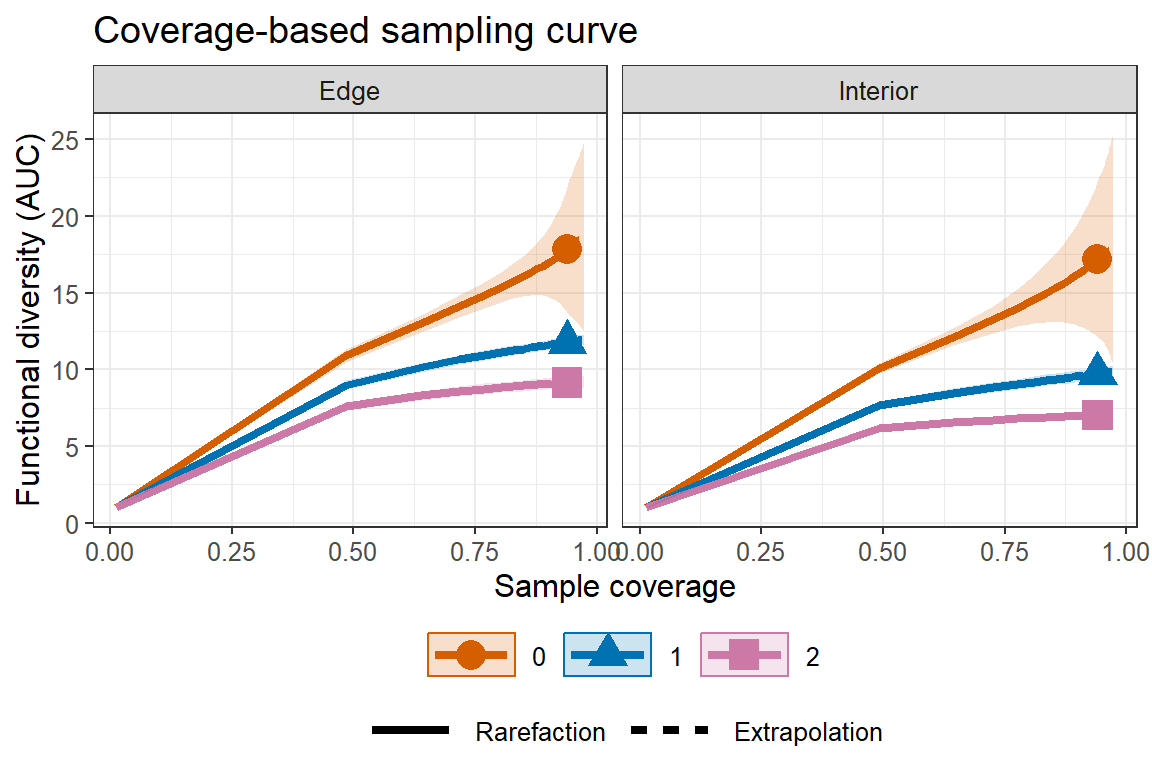 Coverage-based sampling curve
Edge
Interior
Functional diversity (AUC)
25
20
15
10
5
0
0.00 0.25 0.50 0.75 1.00
0.00 0.25 0.50 0.75 1.00
Sample coverage
0 1 2
Rarefaction Extrapolation